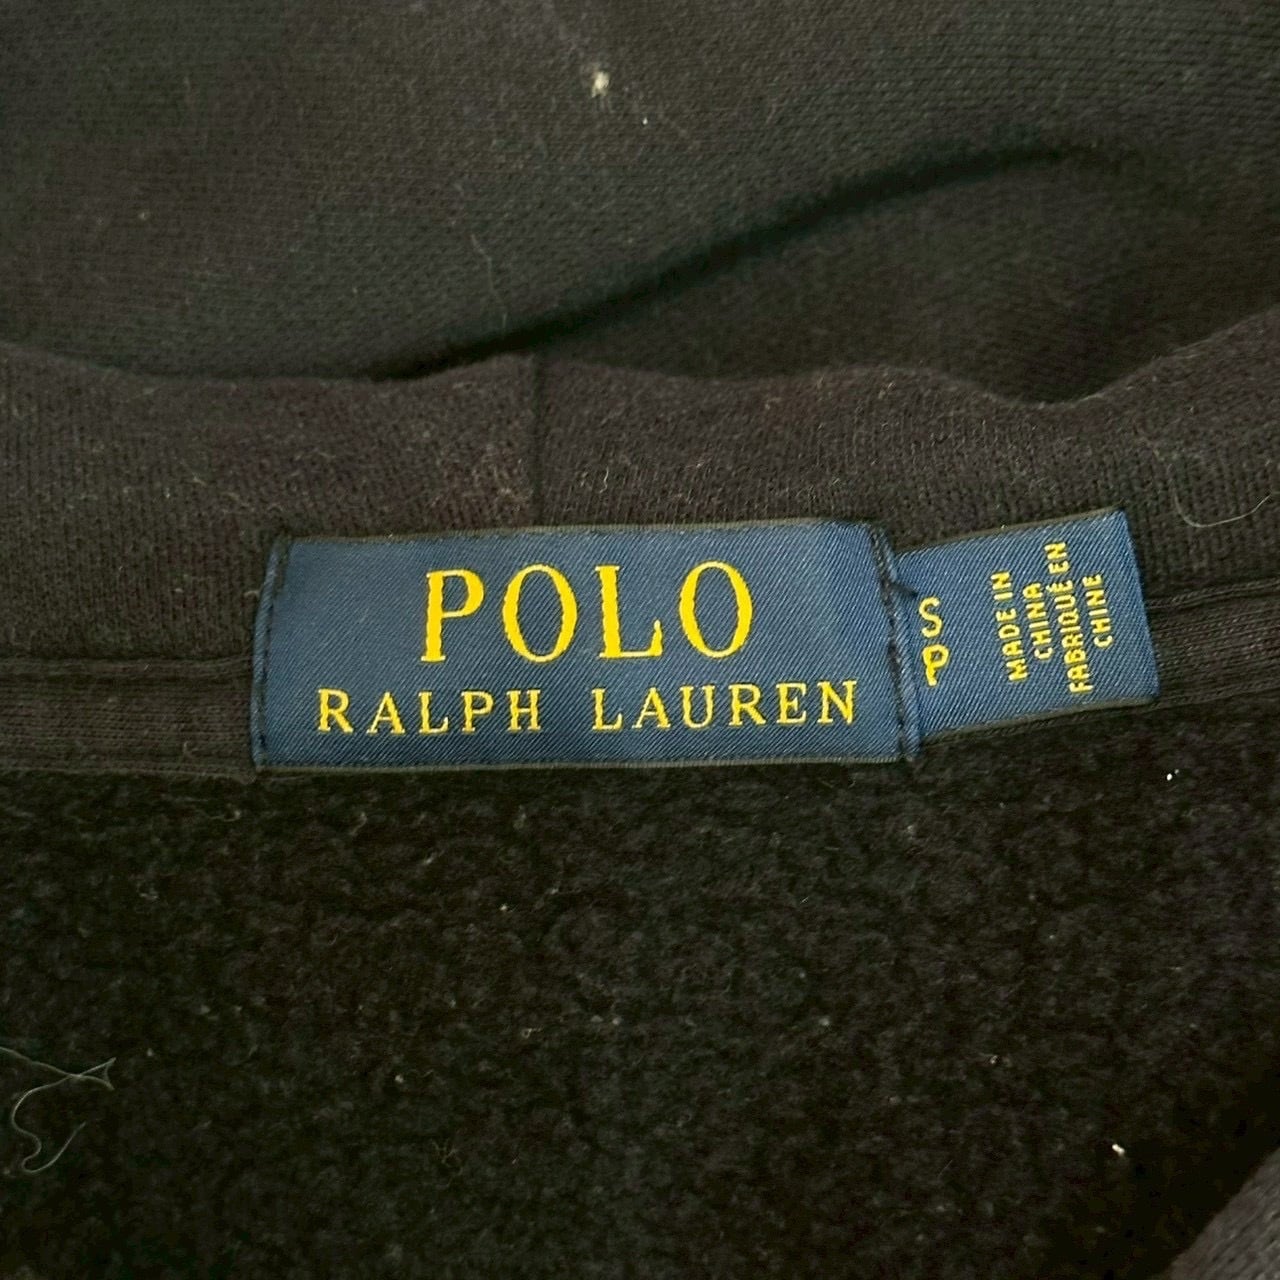 POLO
RALPH LAUREN
S
P
MADE IN
CHINA
FABRIQUÉ EN
CHINE